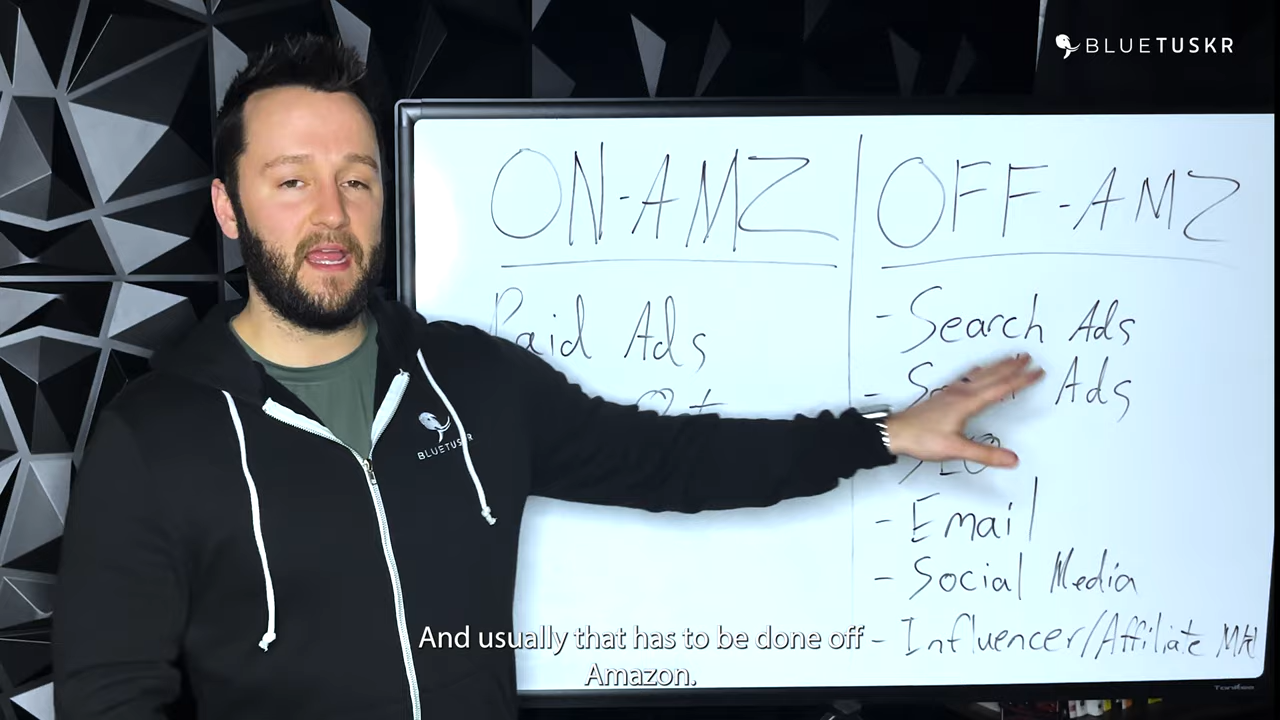 BLUETUSKR
ON-AMZ
Paid Ads
OFF-AMZ
- Search Ads
- Ads
SEO
- Email
- Social Media
- Influencer/Affiliate Mkt
BLUETUSKR
And usually that has to be done off
Amazon.